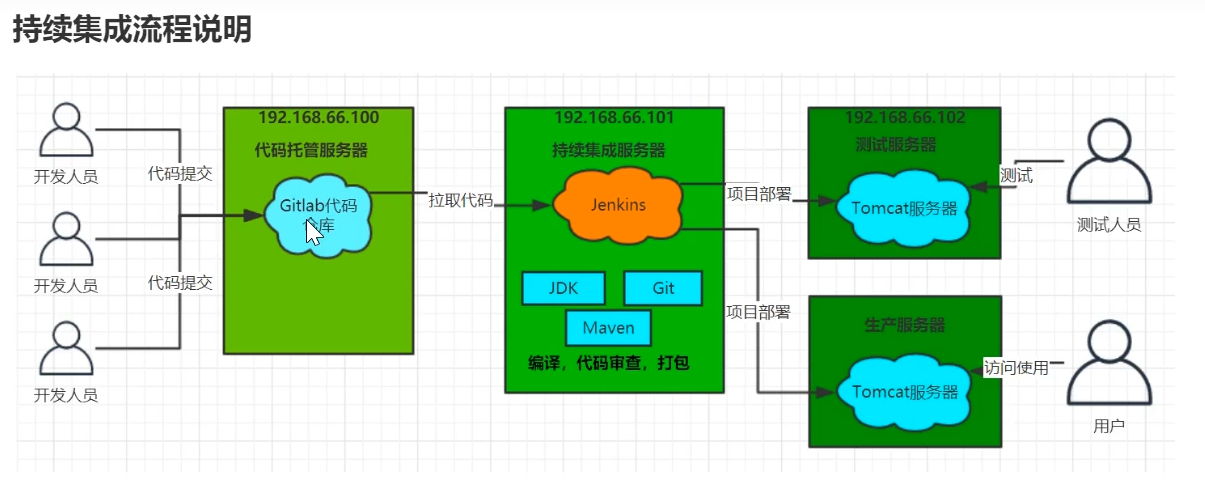 持续集成流程说明
开发人员
开发人员
开发人员
代码提交
代码提交
192.168.66.100
代码托管服务器
Gitlab代码
仓库
拉取代码
192.168.66.101
持续集成服务器
Jenkins
JDK
Git
Maven
编译，代码审查，打包
项目部署
项目部署
192.168.66.102
测试服务器
Tomcat服务器
测试
测试人员
生产服务器
Tomcat服务器
访问使用
用户